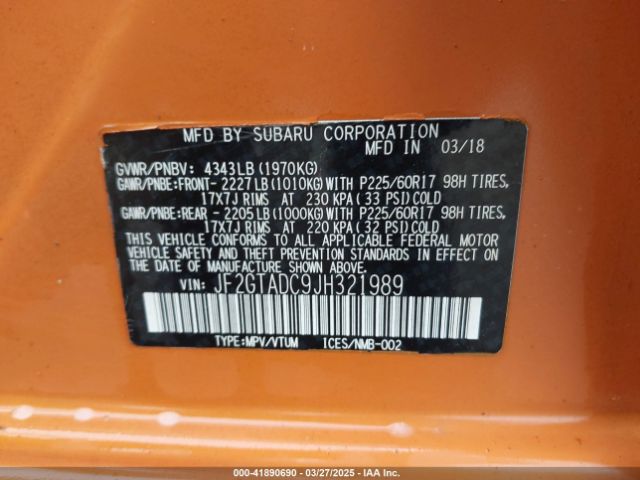 MFD BY SUBARU CORPORATION
MFD IN 03/18
GVWR/PNBV: 4343LB (1970KG)
GAWR/PNBE:FRONT- 2227LB (1010KG) WITH P225/60R17 98H TIRES,
17X7J RIMS AT 230 KPA (33 PSI) COLD
GAWR/PNBE:REAR - 2205LB (1000KG) WITH P225/60R17 98H TIRES,
17X7J RIMS AT 220 KPA (32 PSI) COLD
THIS VEHICLE CONFORMS TO ALL APPLICABLE FEDERAL MOTOR
VEHICLE SAFETY AND THEFT PREVENTION STANDARDS IN EFFECT ON
THE DATE OF MANUFACTURE SHOWN ABOVE.
VIN: JF2GTADC9JH321989
TYPE:MPV/VTUM ICES/NMB-002
000-41890690 - 03/27/2025 - IAA Inc.